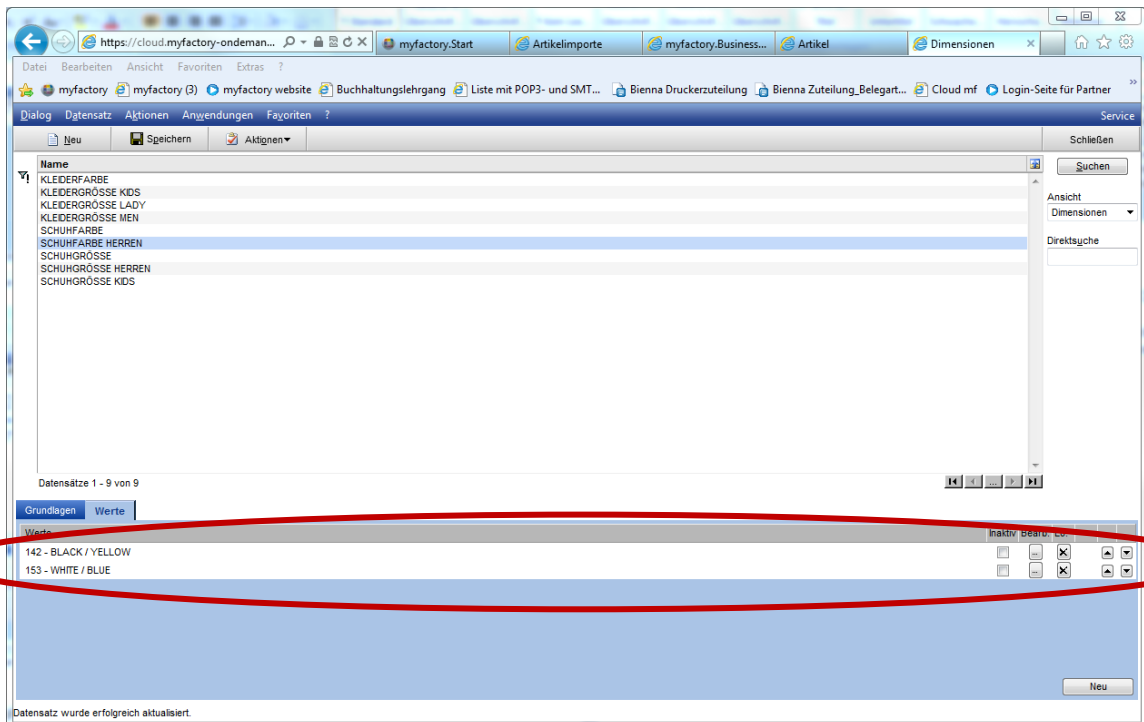 https://cloud.myfactory-ondeman...
myfactory.Start
Artikelimporte
myfactory.Business...
Artikel
Dimensionen
Datei Bearbeiten Ansicht Favoriten Extras ?
myfactory myfactory (3) myfactory website Buchhaltungslehrgang Liste mit POP3- und SMT... Bienna Druckerzuteilung Bienna Zuteilung_Belegart... Cloud mf Login-Seite für Partner
Dialog Datensatz Aktionen Anwendungen Favoriten ? Service
Neu Speichern Aktionen Schließen
Name
Suchen
KLEIDERFARBE
KLEIDERGRÖSSE KIDS
KLEIDERGRÖSSE LADY
KLEIDERGRÖSSE MEN
SCHUHFARBE
SCHUHFARBE HERREN
SCHUHGRÖSSE
SCHUHGRÖSSE HERREN
SCHUHGRÖSSE KIDS
Ansicht
Dimensionen
Direktsuche
Datensätze 1 - 9 von 9
Grundlagen Werte
Werte Inaktiv Bearb. Lö.
142 - BLACK / YELLOW
153 - WHITE / BLUE
Neu
Datensatz wurde erfolgreich aktualisiert.